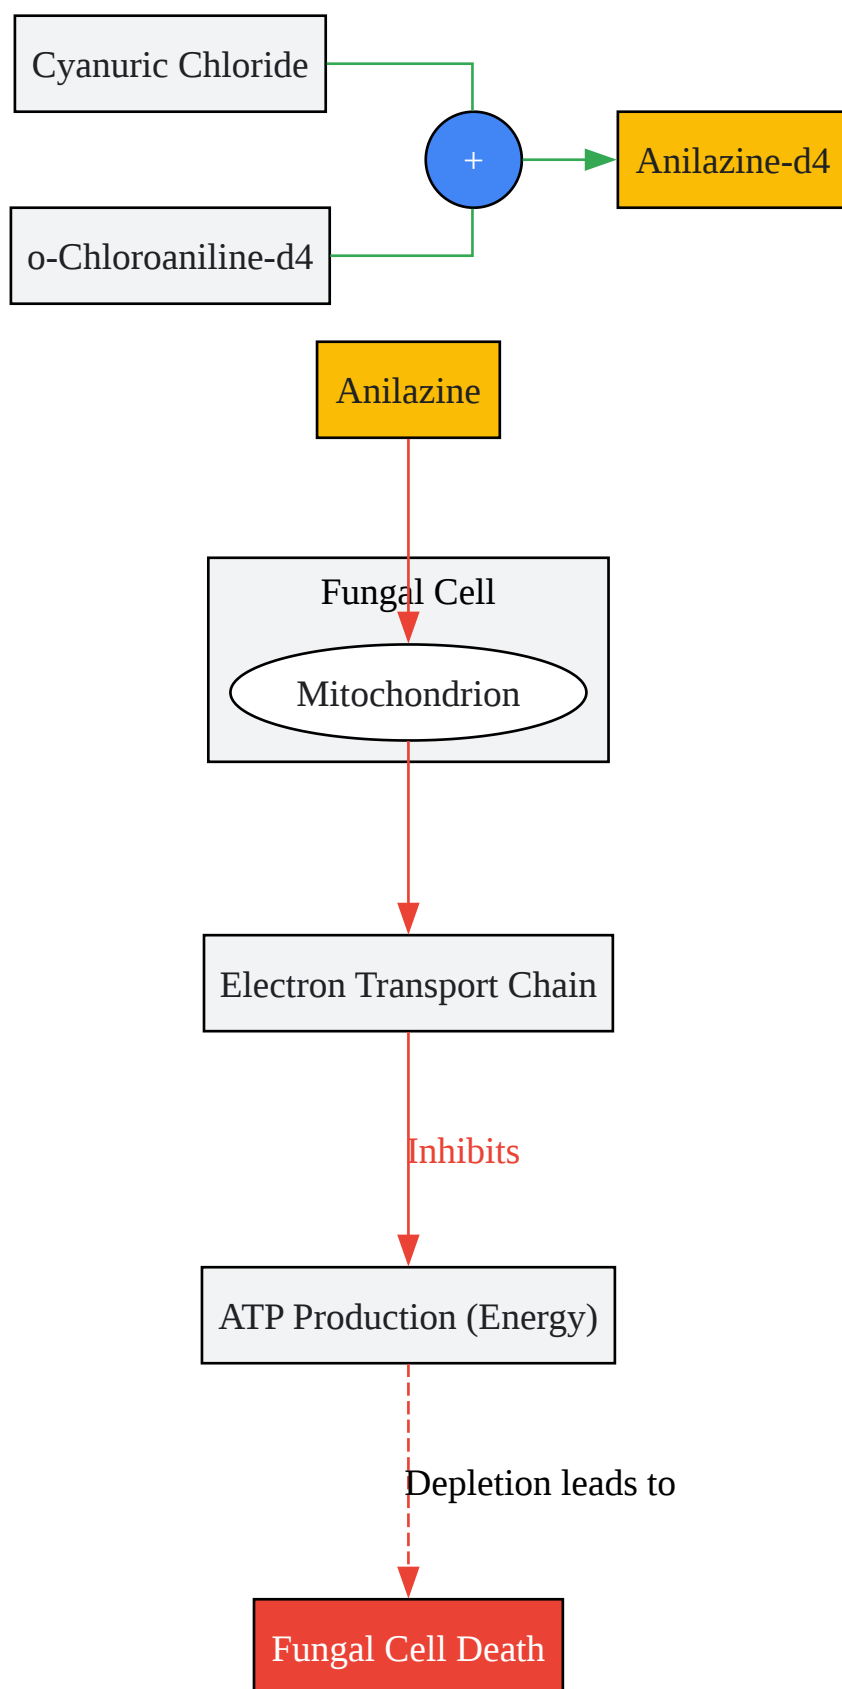 Cyanuric Chloride
+
Anilazine-d4
o-Chloroaniline-d4
Anilazine
Fungal Cell
Mitochondrion
Electron Transport Chain
Inhibits
ATP Production (Energy)
Depletion leads to
Fungal Cell Death